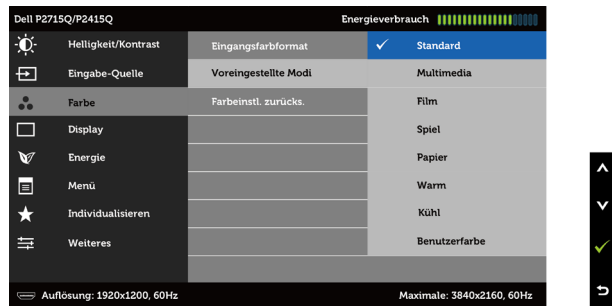 Dell P2715Q/P2415Q Energieverbrauch
Helligkeit/Kontrast Eingangsfarbformat Standard
Eingabe-Quelle Voreingestellte Modi Multimedia
Farbe Farbeinstl. zurücks. Film
Display Spiel
Energie Papier
Menü Warm
Individualisieren Kühl
Weiteres Benutzerfarbe
Auflösung: 1920x1200, 60Hz Maximale: 3840x2160, 60Hz